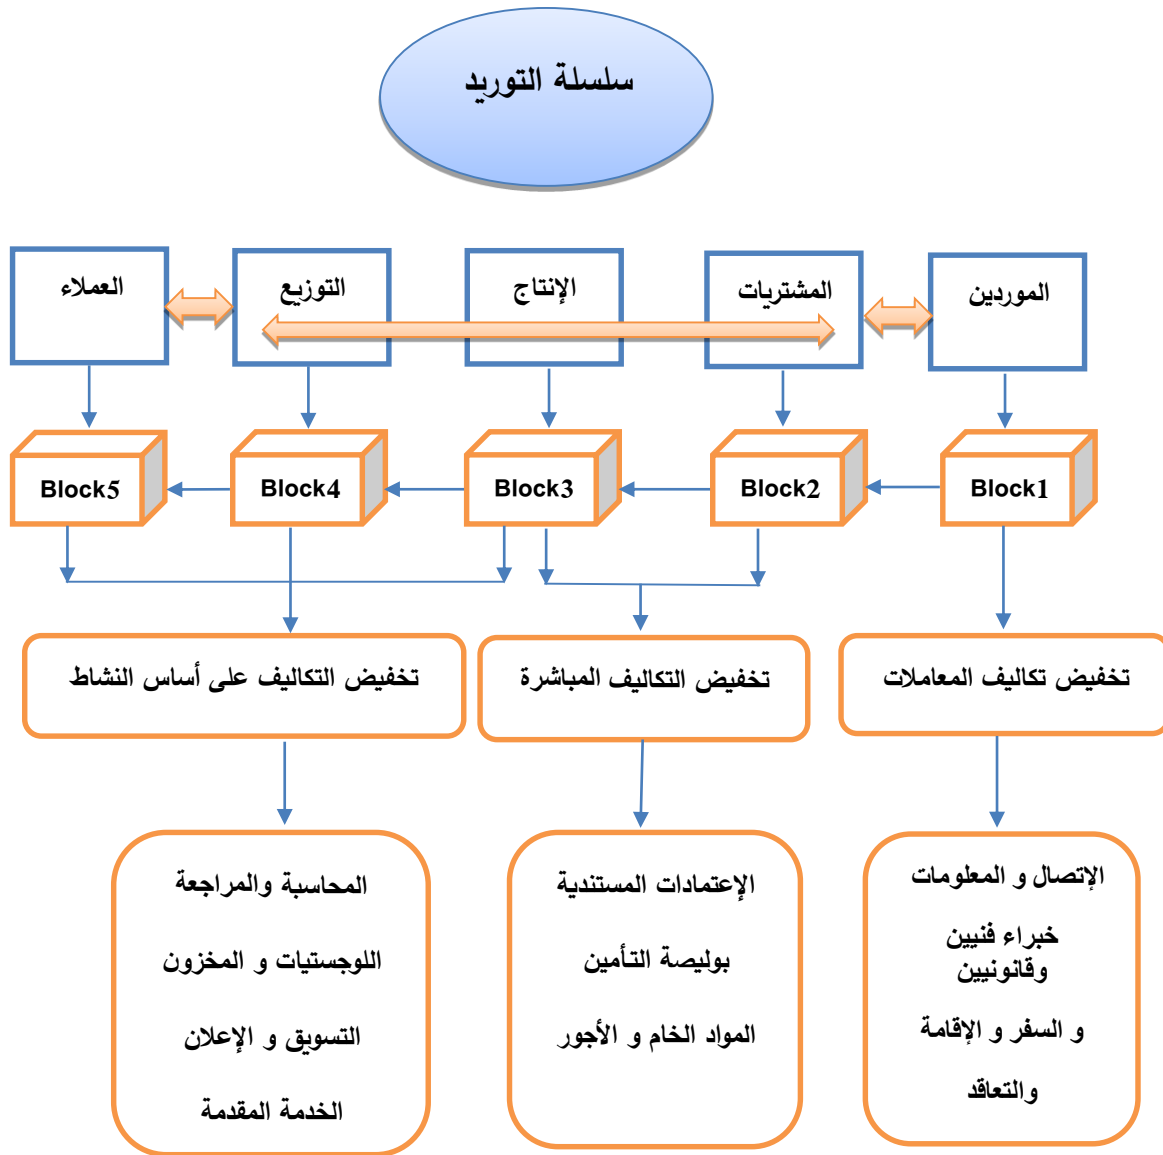 سلسلة التوريد
الموردين
المشتريات
الإنتاج
التوزيع
العملاء
Block1
Block2
Block3
Block4
Block5
تخفيض تكاليف المعاملات
تخفيض التكاليف المباشرة
تخفيض التكاليف على أساس النشاط
الإتصال و المعلومات
خبراء فنيين
وقانونيين
و السفر و الإقامة
والتعاقد
الإعتمادات المستندية
بوليصة التأمين
المواد الخام و الأجور
المحاسبة والمراجعة
اللوجستيات و المخزون
التسويق و الإعلان
الخدمة المقدمة